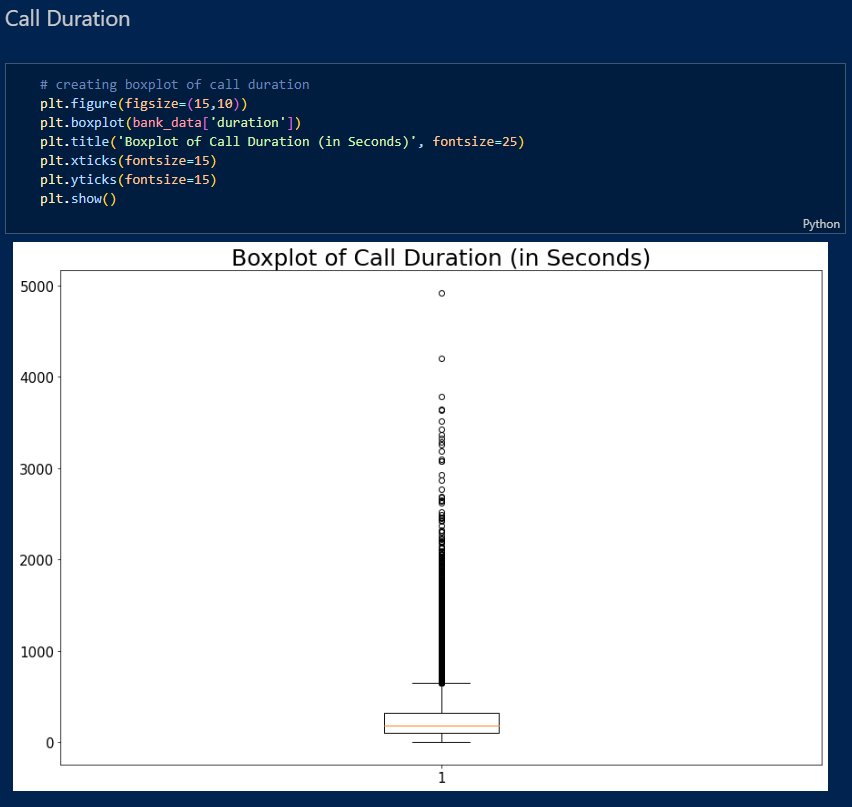 Call Duration
# creating boxplot of call duration
plt.figure(figsize=(15,10))
plt.boxplot(bank_data['duration'])
plt.title('Boxplot of Call Duration (in Seconds)', fontsize=25)
plt.xticks(fontsize=15)
plt.yticks(fontsize=15)
plt.show()
Python
Boxplot of Call Duration (in Seconds)
5000
4000
3000
2000
1000
0
1